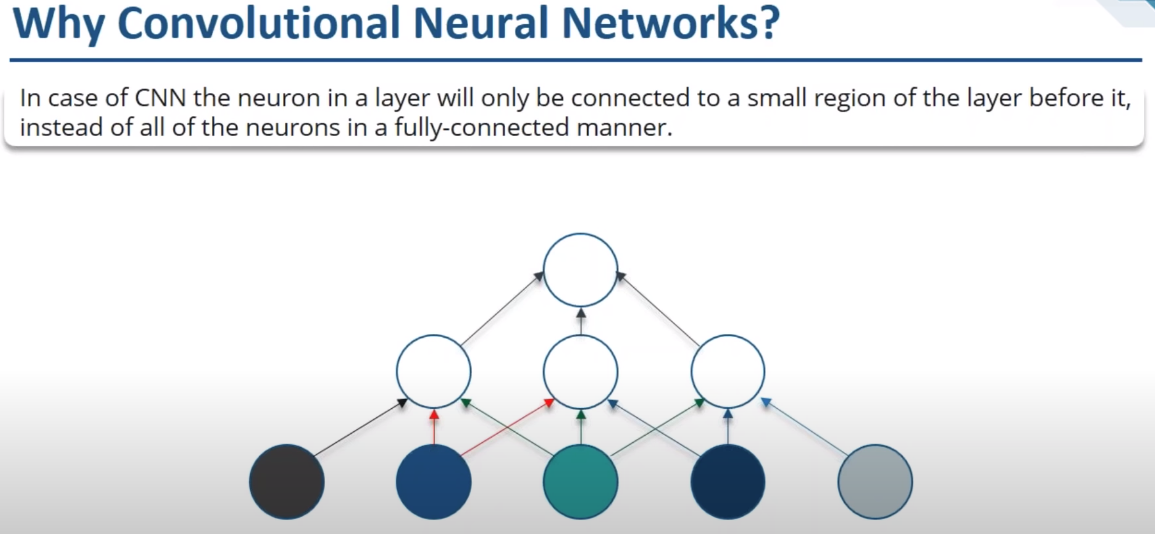 Why Convolutional Neural Networks?
In case of CNN the neuron in a layer will only be connected to a small region of the layer before it,
instead of all of the neurons in a fully-connected manner.